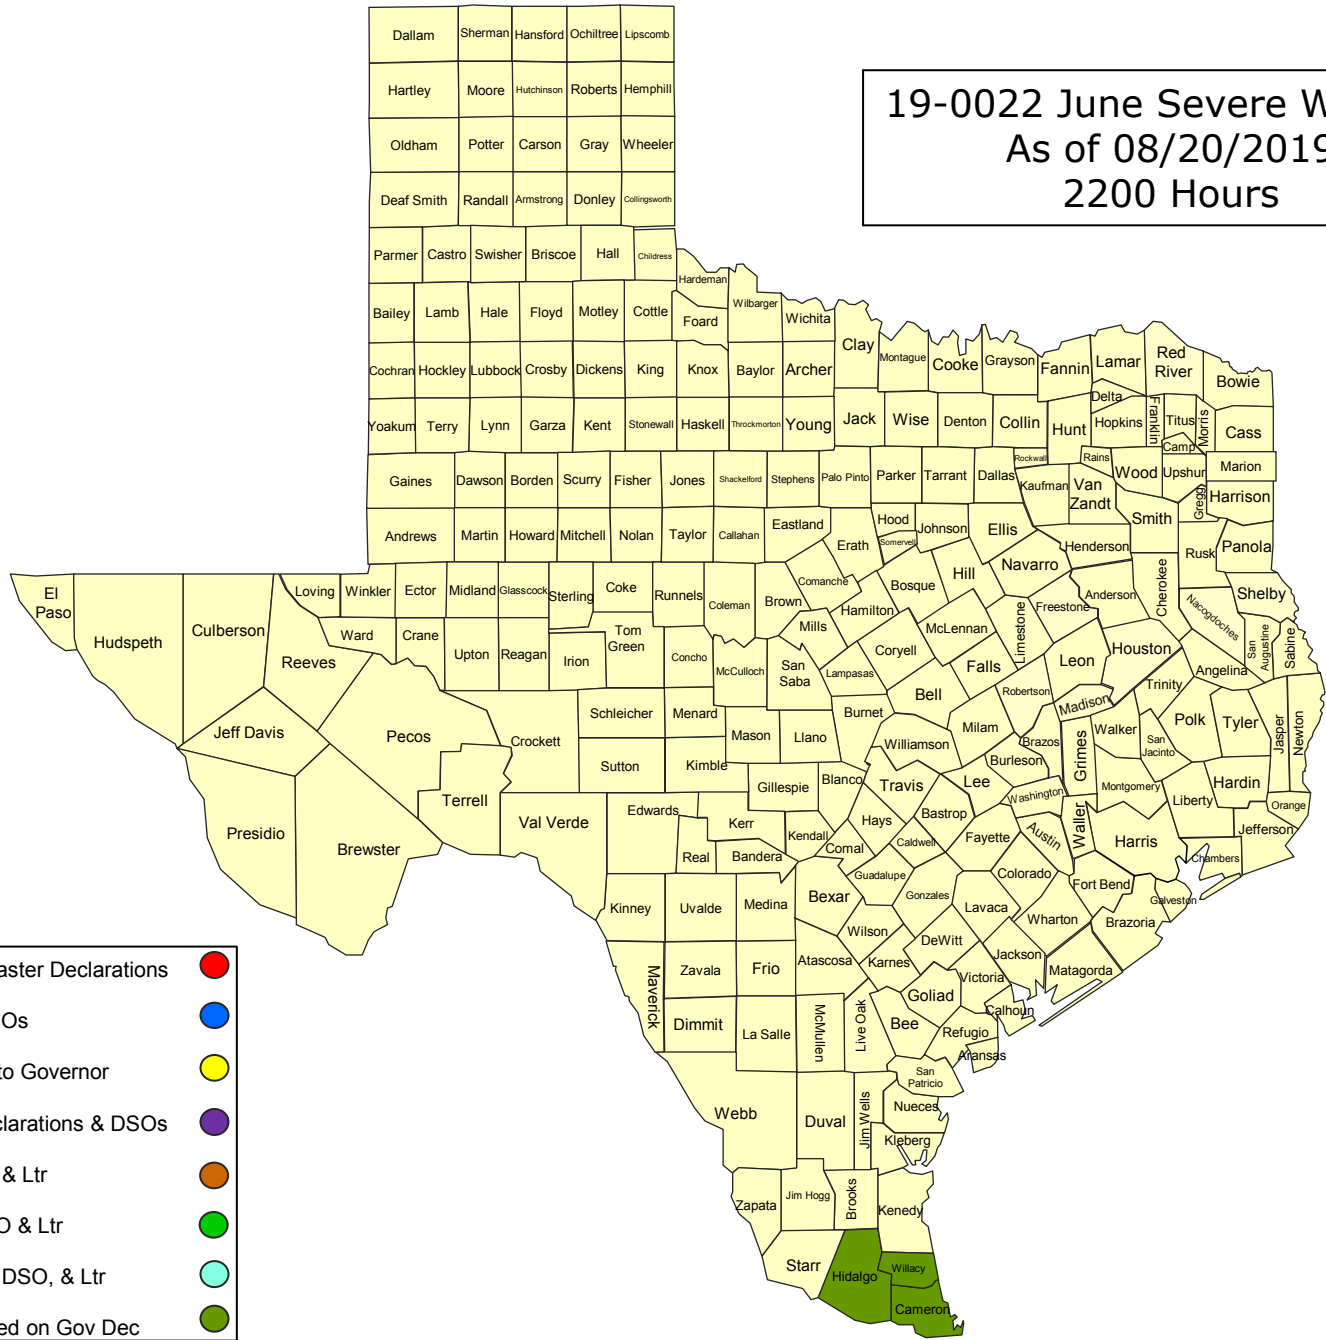 Dallam Sherman Hansford Ochiltree Lipscomb
Hartley Moore Hutchinson Roberts Hemphill
19-0022 June Severe W
As of 08/20/2019
2200 Hours
Oldham Potter Carson Gray Wheeler
Deaf Smith Randall Armstrong Donley Collingsworth
Parmer Castro Swisher Briscoe Hall Childress
Hardeman
Bailey Lamb Hale Floyd Motley Cottle Foard Wilbarger Wichita
Clay Montague Cooke Grayson Fannin Lamar Red
River Bowie
Cochran Hockley Lubbock Crosby Dickens King Knox Baylor Archer
Delta
Yoakum Terry Lynn Garza Kent Stonewall Haskell Throckmorton Young Jack Wise Denton Collin Hunt Hopkins Franklin Titus Morris Cass
Camp
Gaines Dawson Borden Scurry Fisher Jones Shackelford Stephens Palo Pinto Parker Tarrant Dallas Rockwall Kaufman Rains Van
Zandt Wood Upshur Marion
Gregg Harrison
Andrews Martin Howard Mitchell Nolan Taylor Callahan Eastland Erath Hood Somervell Johnson Ellis Henderson Smith Rusk Panola
El
Paso Hudspeth Culberson Loving Winkler Ector Midland Glasscock Sterling Coke Runnels Coleman Brown Comanche Hamilton Bosque Hill Navarro Freestone Anderson Cherokee Nacogdoches Shelby
Reeves Ward Crane Upton Reagan Irion Tom
Green Concho McCulloch San
Saba Mills Lampasas Coryell McLennan Limestone Falls Leon Houston Angelina San
Augustine Sabine
Jeff Davis Pecos Crockett Schleicher Menard Mason Llano Burnet Bell Milam Robertson Madison Trinity
Walker San
Jacinto Polk Tyler Jasper Newton
Terrell Sutton Kimble Gillespie Blanco Williamson Travis Lee Burleson Brazos Grimes Washington Montgomery Liberty Hardin Orange
Presidio Brewster Val Verde Edwards Kerr Kendall Hays Bastrop Caldwell Fayette Austin Waller Harris Chambers Jefferson
Real Bandera Comal Guadalupe Gonzales Colorado Fort Bend Galveston
Kinney Uvalde Medina Bexar Wilson Lavaca Wharton Brazoria
Maverick Zavala Frio Atascosa Karnes DeWitt Jackson Matagorda
Dimmit La Salle McMullen Live Oak Bee Goliad Victoria Calhoun
Refugio
Aransas
San
Patricio
Webb Duval Jim Wells Nueces
Kleberg
Zapata Jim Hogg Brooks Kenedy
Starr Hidalgo Willacy
Cameron
aster Declarations
Os
to Governor
clarations & DSOs
& Ltr
O & Ltr
DSO, & Ltr
ed on Gov Dec